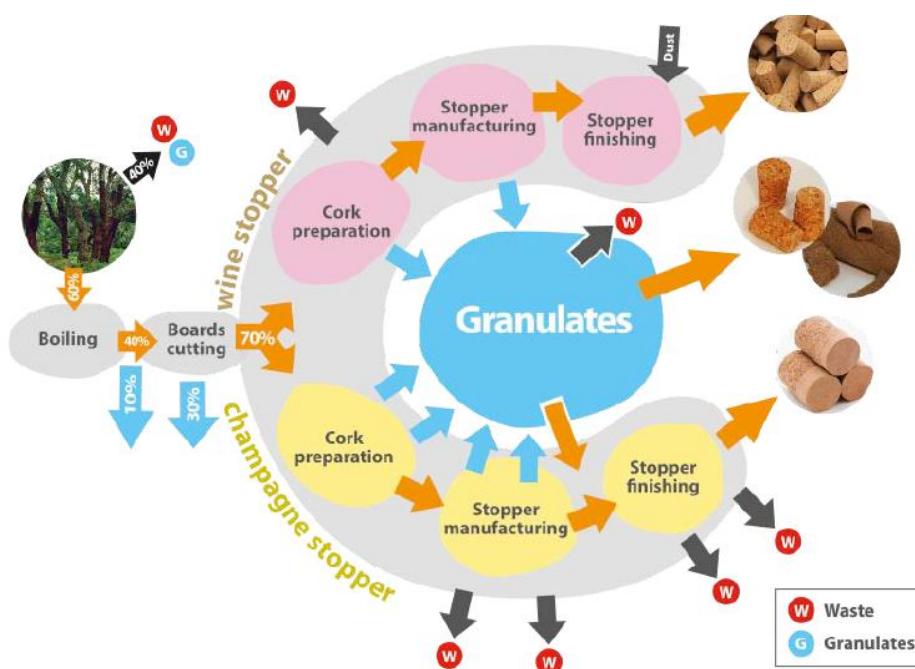 Dust
W
Stopper
manufacturing
Stopper
finishing
W
G
40%
wine stopper
Cork
preparation
W
60%
Granulates
Boiling
40%
Boards
cutting
70%
10%
30%
champagne stopper
Cork
preparation
Stopper
manufacturing
Stopper
finishing
W
W
W
W
W Waste
G Granulates